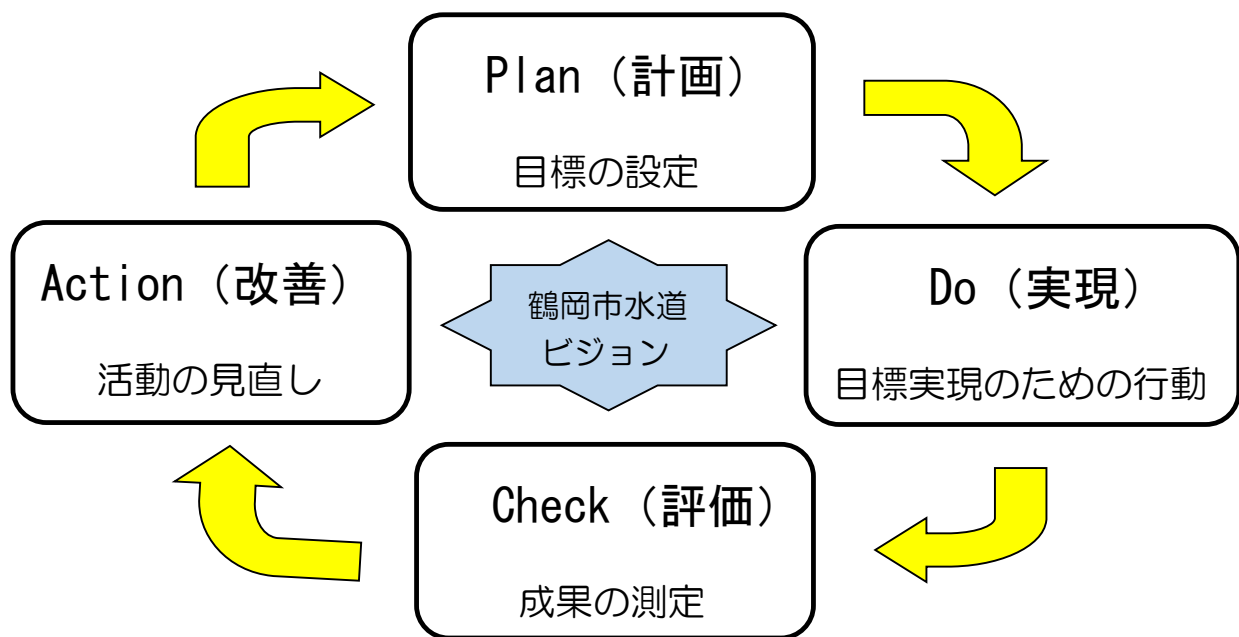 Plan（計画）
目標の設定
Action（改善）
活動の見直し
鶴岡市水道
ビジョン
Do（実現）
目標実現のための行動
Check（評価）
成果の測定